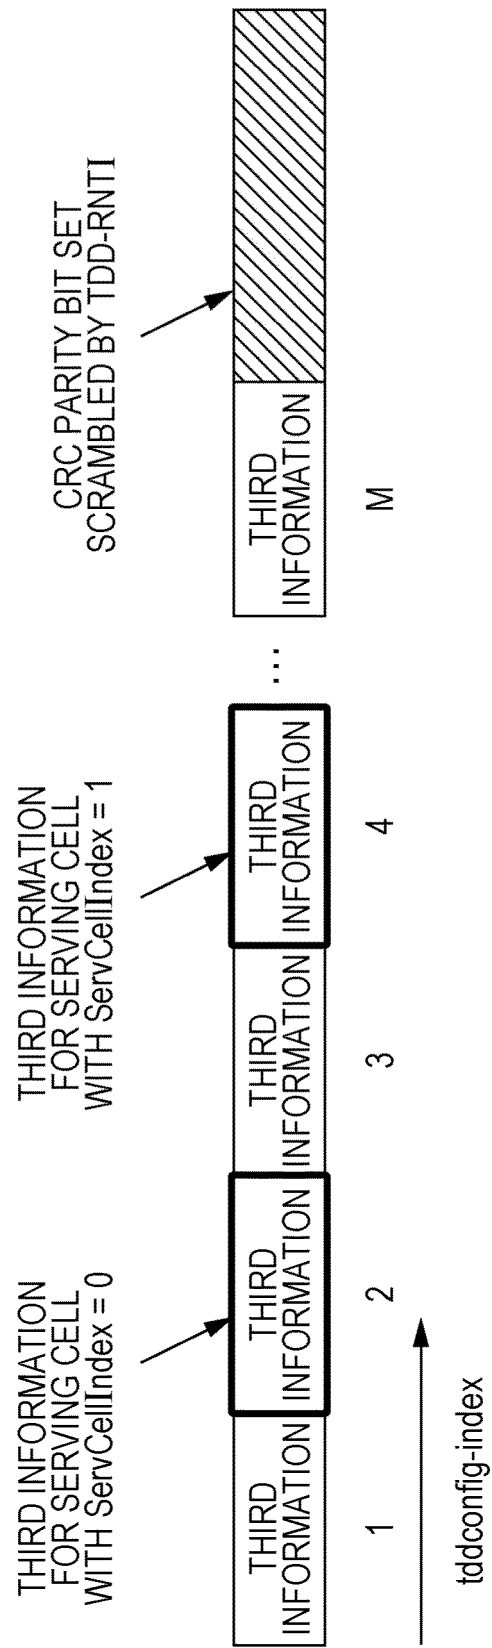 THIRD INFORMATION
FOR SERVING CELL
WITH ServCellIndex = 0
THIRD INFORMATION
FOR SERVING CELL
WITH ServCellIndex = 1
CRC PARITY BIT SET
SCRAMBLED BY TDD-RNTI
THIRD
INFORMATION
THIRD
INFORMATION
THIRD
INFORMATION
THIRD
INFORMATION
...
THIRD
INFORMATION
1
2
3
4
M
tddconfig-index